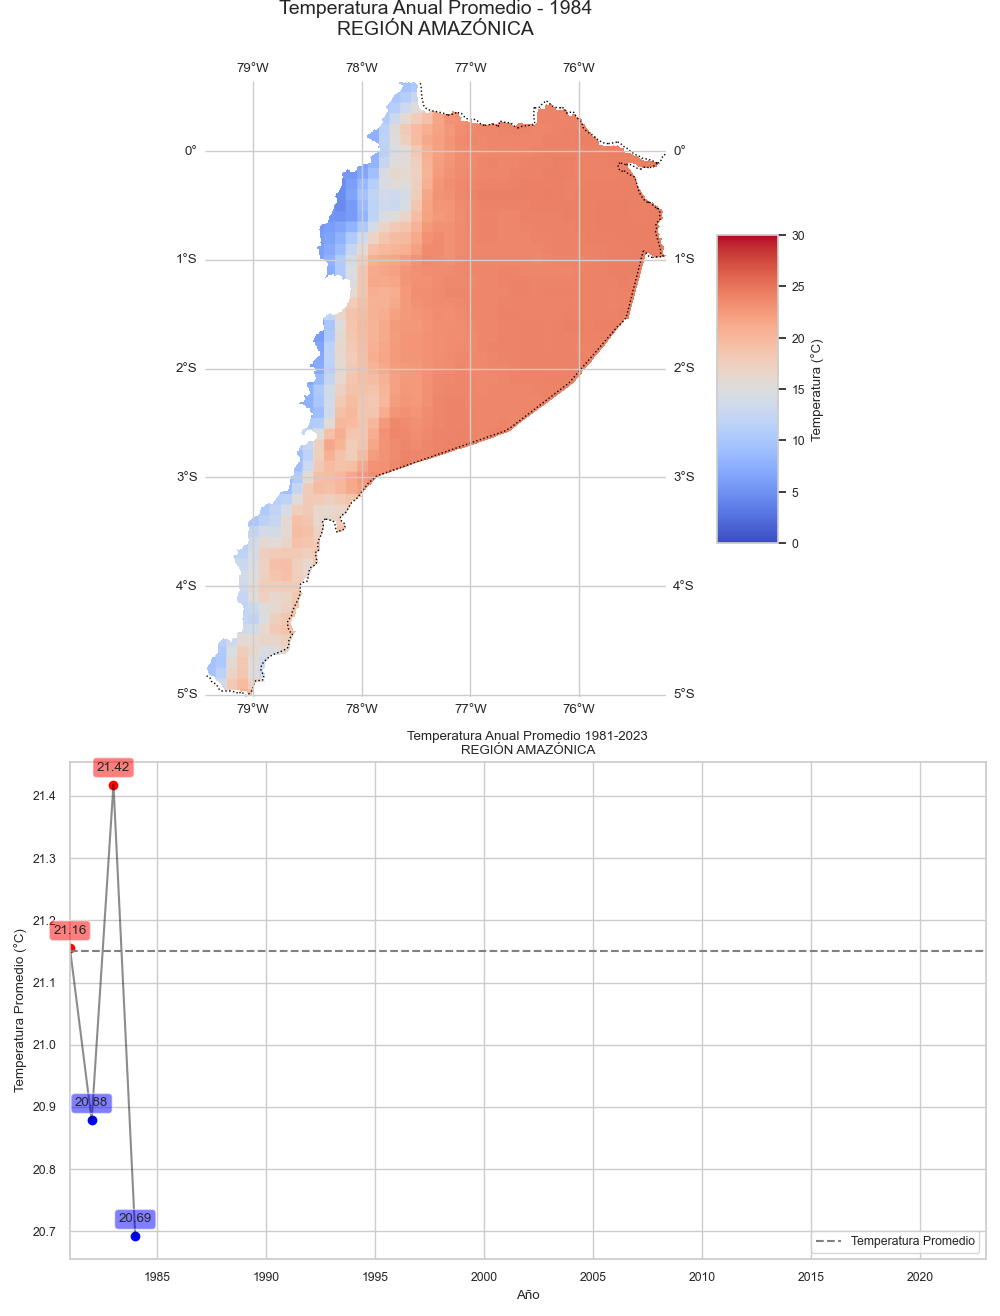 Temperatura Anual Promedio - 1984
REGIÓN AMAZÓNICA
79°W 78°W 77°W 76°W
0° 0°
1°S 1°S
2°S 2°S
3°S 3°S
4°S 4°S
5°S 5°S
79°W 78°W 77°W 76°W
30
25
20
15
10
5
0
Temperatura (°C)
Temperatura Anual Promedio 1981-2023
REGIÓN AMAZÓNICA
21.4
21.3
21.2
21.1
21.0
20.9
20.8
20.7
Temperatura Promedio (°C)
21.42
21.16
20.88
20.69
Temperatura Promedio
1985 1990 1995 2000 2005 2010 2015 2020
Año